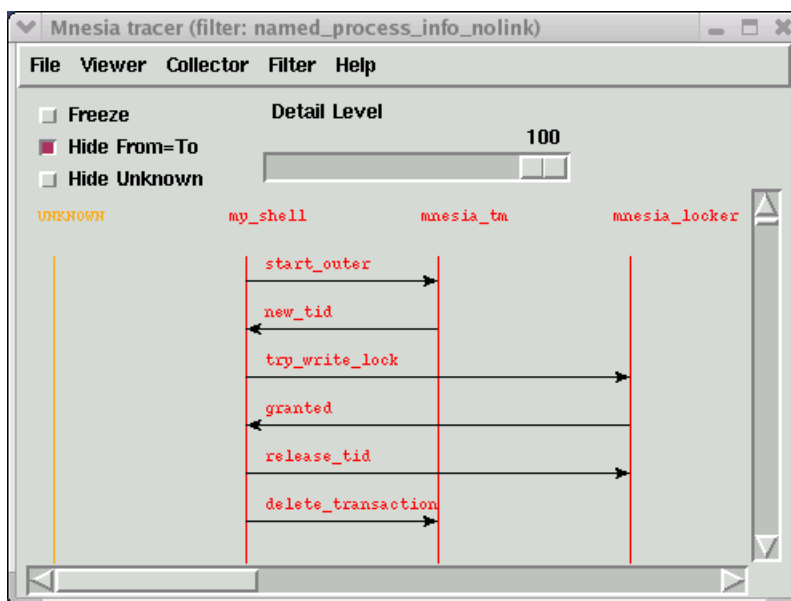 Mnesia tracer (filter: named_process_info_nolink)
File Viewer Collector Filter Help
Freeze
Detail Level
Hide From=To
100
Hide Unknown
UNKNOWN my_shell mnesia_tm mnesia_locker
start_outer
new_tid
try_write_lock
granted
release_tid
delete_transaction